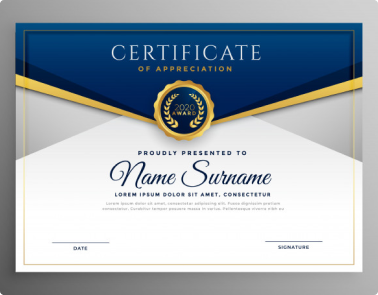 CERTIFICATE
OF APPRECIATION
2020
AWARD
PROUDLY PRESENTED TO
Name Surname
LOREM IPSUM DOLOR SIT AMET, CONSECTETUR
DATE
SIGNATURE